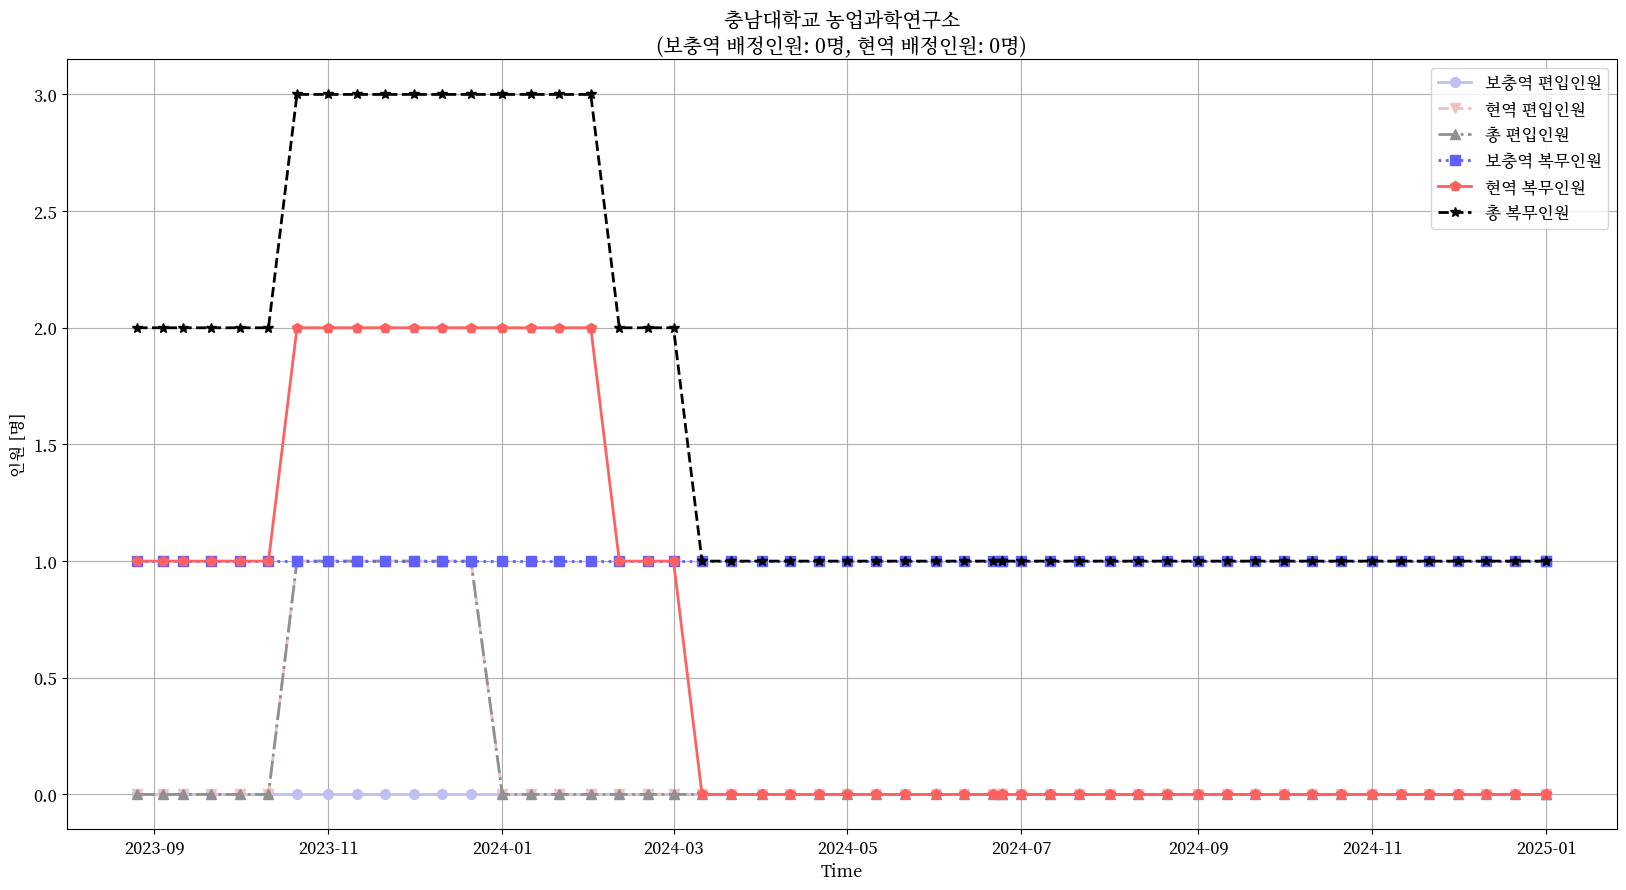 충남대학교 농업과학연구소
(보충역 배정인원: 0명, 현역 배정인원: 0명)
보충역 편입인원
현역 편입인원
총 편입인원
보충역 복무인원
현역 복무인원
총 복무인원
인원 [명]
3.0
2.5
2.0
1.5
1.0
0.5
0.0
2023-09
2023-11
2024-01
2024-03
2024-05
2024-07
2024-09
2024-11
2025-01
Time